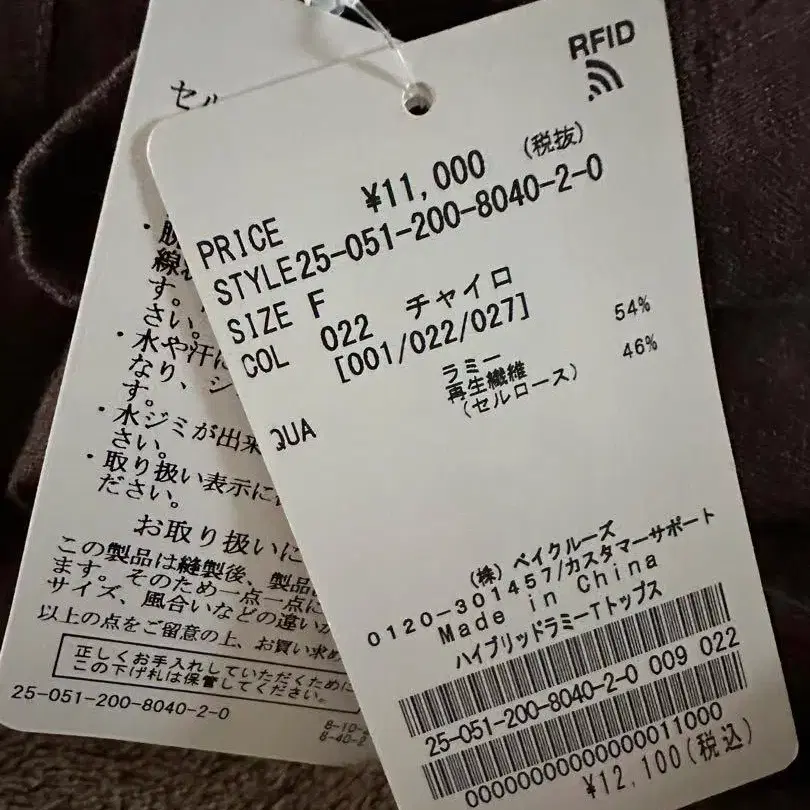 RFID
PRICE ¥11,000 (税抜)
STYLE25-051-200-8040-2-0
SIZE F
COL 022 チャイロ
[001/022/027]
QUA ラミー 54%
再生繊維 46%
(セルロース)
(株) ベイクルーズ
0120-301457/カスタマーサポート
Made in China
ハイブリッドラミーTトップス
25-051-200-8040-2-0 009 022
0000000000000011000
¥12,100(税込)
セル
線
す。
さい。
・水や汗に
なり、シ
す。
・水ジミが出来
さい。
・取り扱い表示に
ださい。
お取り扱いに
この製品は縫製後、製品
ます。そのため一点一点に
サイズ、風合いなどの違いが
以上の点をご留意の上、お買い求め
正しくお手入れしていただくために
この下げ札は保管してください。
25-051-200-8040-2-0